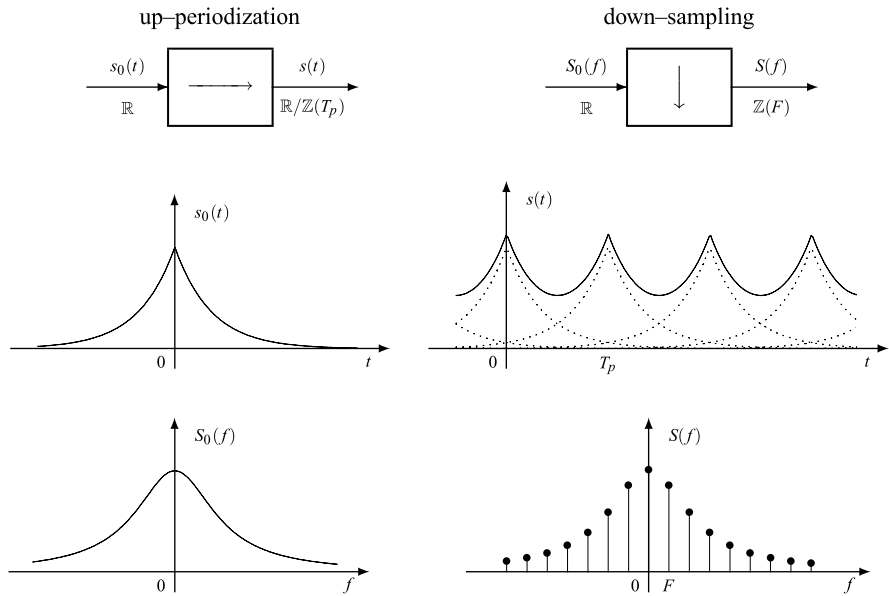 up–periodization
down–sampling
s₀(t)
s(t)
S₀(f)
S(f)
ℝ
ℝ/ℤ(Tₚ)
ℝ
ℤ(F)
s₀(t)
s(t)
0
t
0
Tₚ
t
S₀(f)
S(f)
0
f
0
F
f